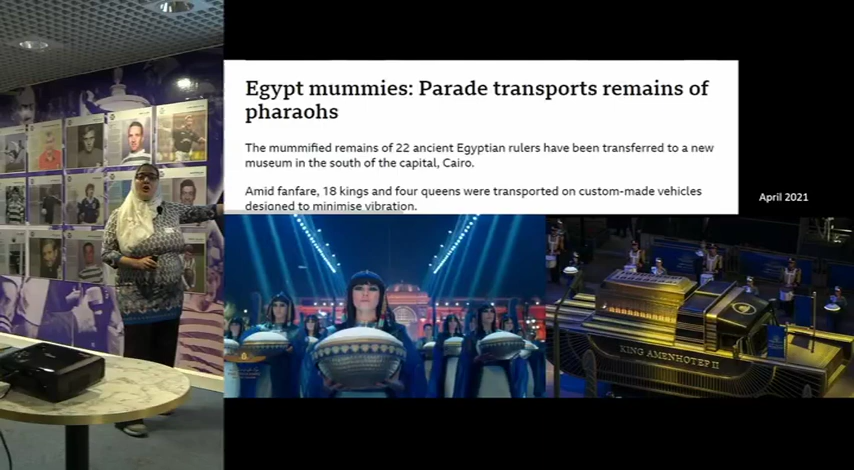 Egypt mummies: Parade transports remains of
pharaohs
The mummified remains of 22 ancient Egyptian rulers have been transferred to a new
museum in the south of the capital, Cairo.
Amid fanfare, 18 kings and four queens were transported on custom-made vehicles
designed to minimise vibration.
April 2021
KING AMENHOTEP II